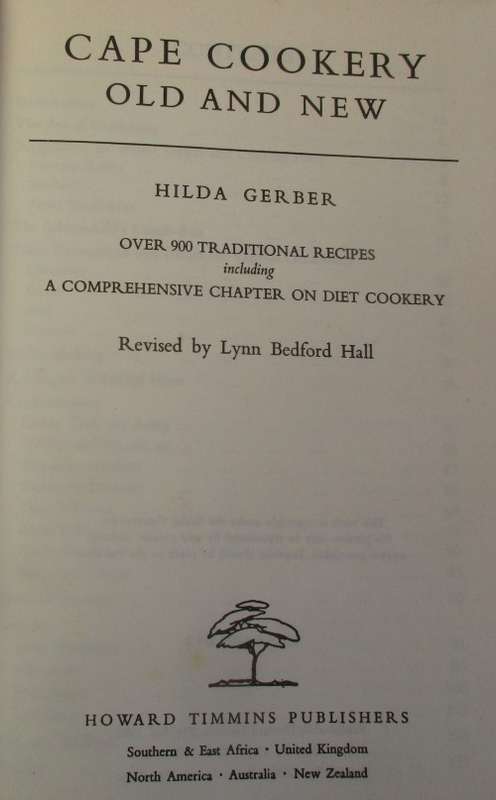 CAPE COOKERY
OLD AND NEW
HILDA GERBER
OVER 900 TRADITIONAL RECIPES
including
A COMPREHENSIVE CHAPTER ON DIET COOKERY
Revised by Lynn Bedford Hall
HOWARD TIMMINS PUBLISHERS
Southern & East Africa · United Kingdom
North America · Australia · New Zealand